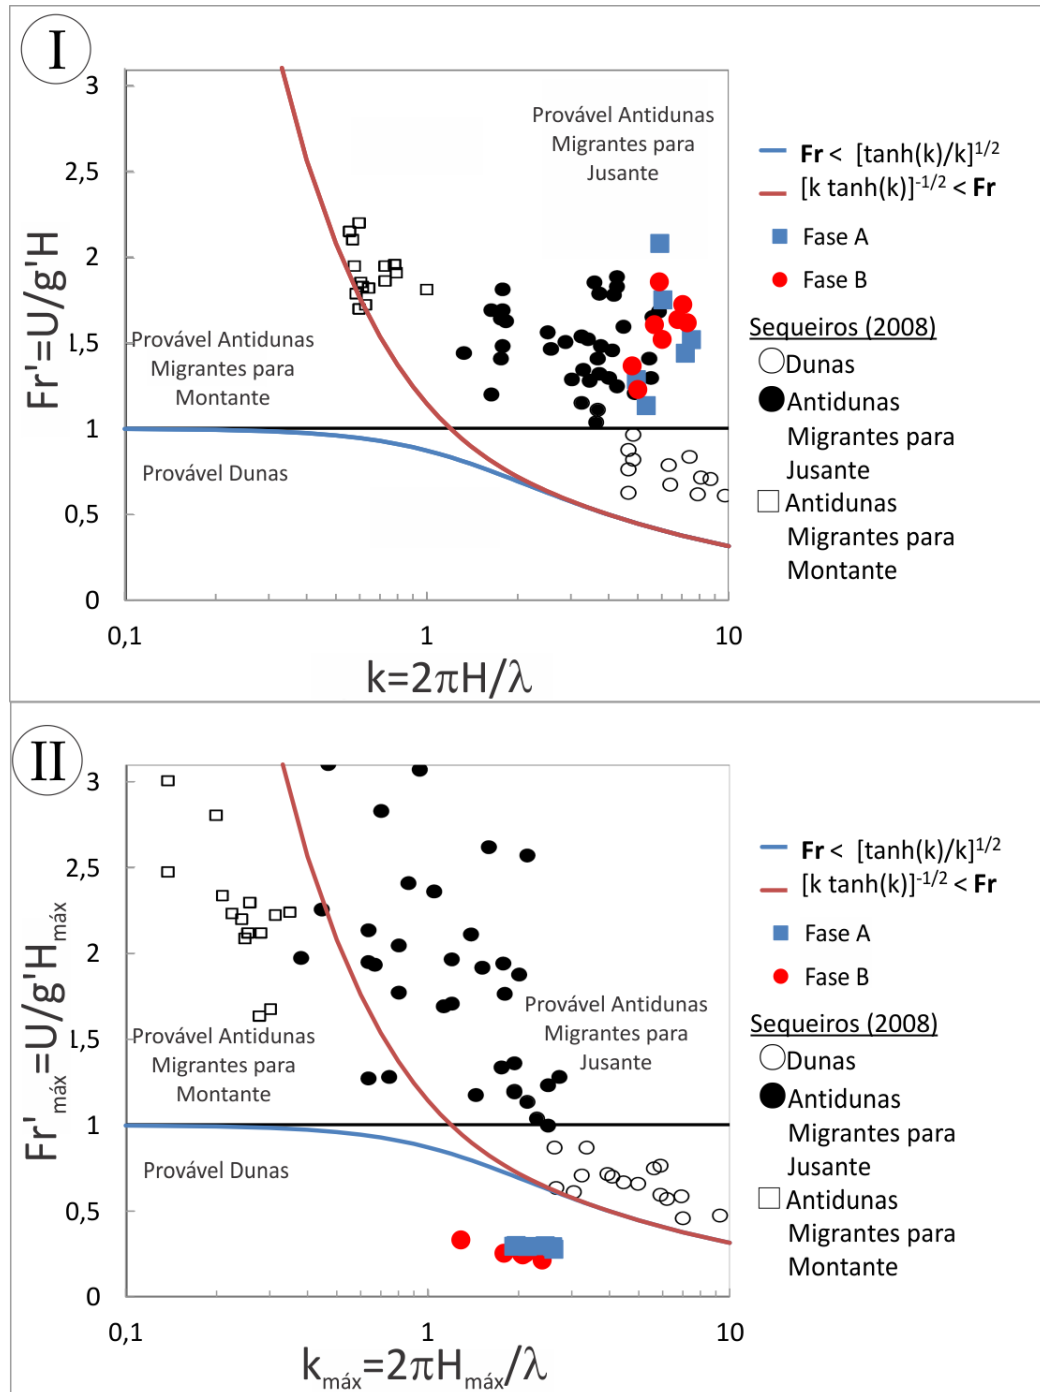 I
3
2,5
2
1,5
1
0,5
0
0,1
1
10
Fr'=U/g'H
k=2πH/λ
Provável Antidunas
Migrantes para
Jusante
Provável Antidunas
Migrantes para
Montante
Provável Dunas
Fr < [tanh(k)/k]^1/2
[k tanh(k)]^-1/2 < Fr
Fase A
Fase B
Sequeiros (2008)
Dunas
Antidunas
Migrantes para
Jusante
Antidunas
Migrantes para
Montante
II
3
2,5
2
1,5
1
0,5
0
0,1
1
10
Fr'máx=U/g'Hmáx
kmáx=2πHmáx/λ
Provável Antidunas
Migrantes para
Jusante
Provável Antidunas
Migrantes para
Montante
Provável Dunas
Fr < [tanh(k)/k]^1/2
[k tanh(k)]^-1/2 < Fr
Fase A
Fase B
Sequeiros (2008)
Dunas
Antidunas
Migrantes para
Jusante
Antidunas
Migrantes para
Montante